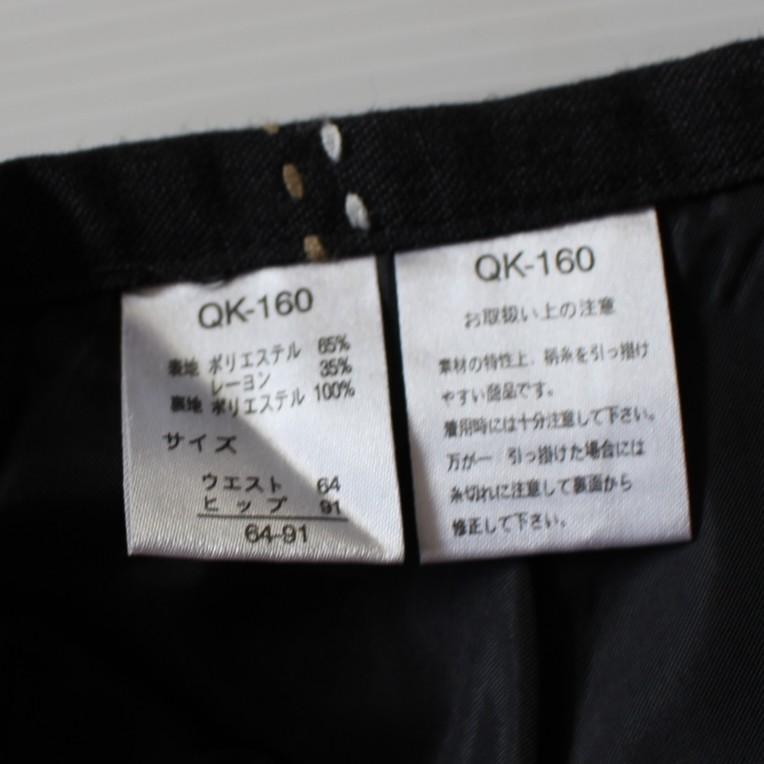 QK-160
表地 ポリエステル 65%
レーヨン 35%
裏地 ポリエステル 100%
サイズ
ウエスト 64
ヒップ 91
64-91
QK-160
お取扱い上の注意
素材の特性上、柄糸を引っ掛け
やすい商品です。
着用時には十分注意して下さい。
万が一 引っ掛けた場合には
糸切れに注意して裏面から
修正して下さい。